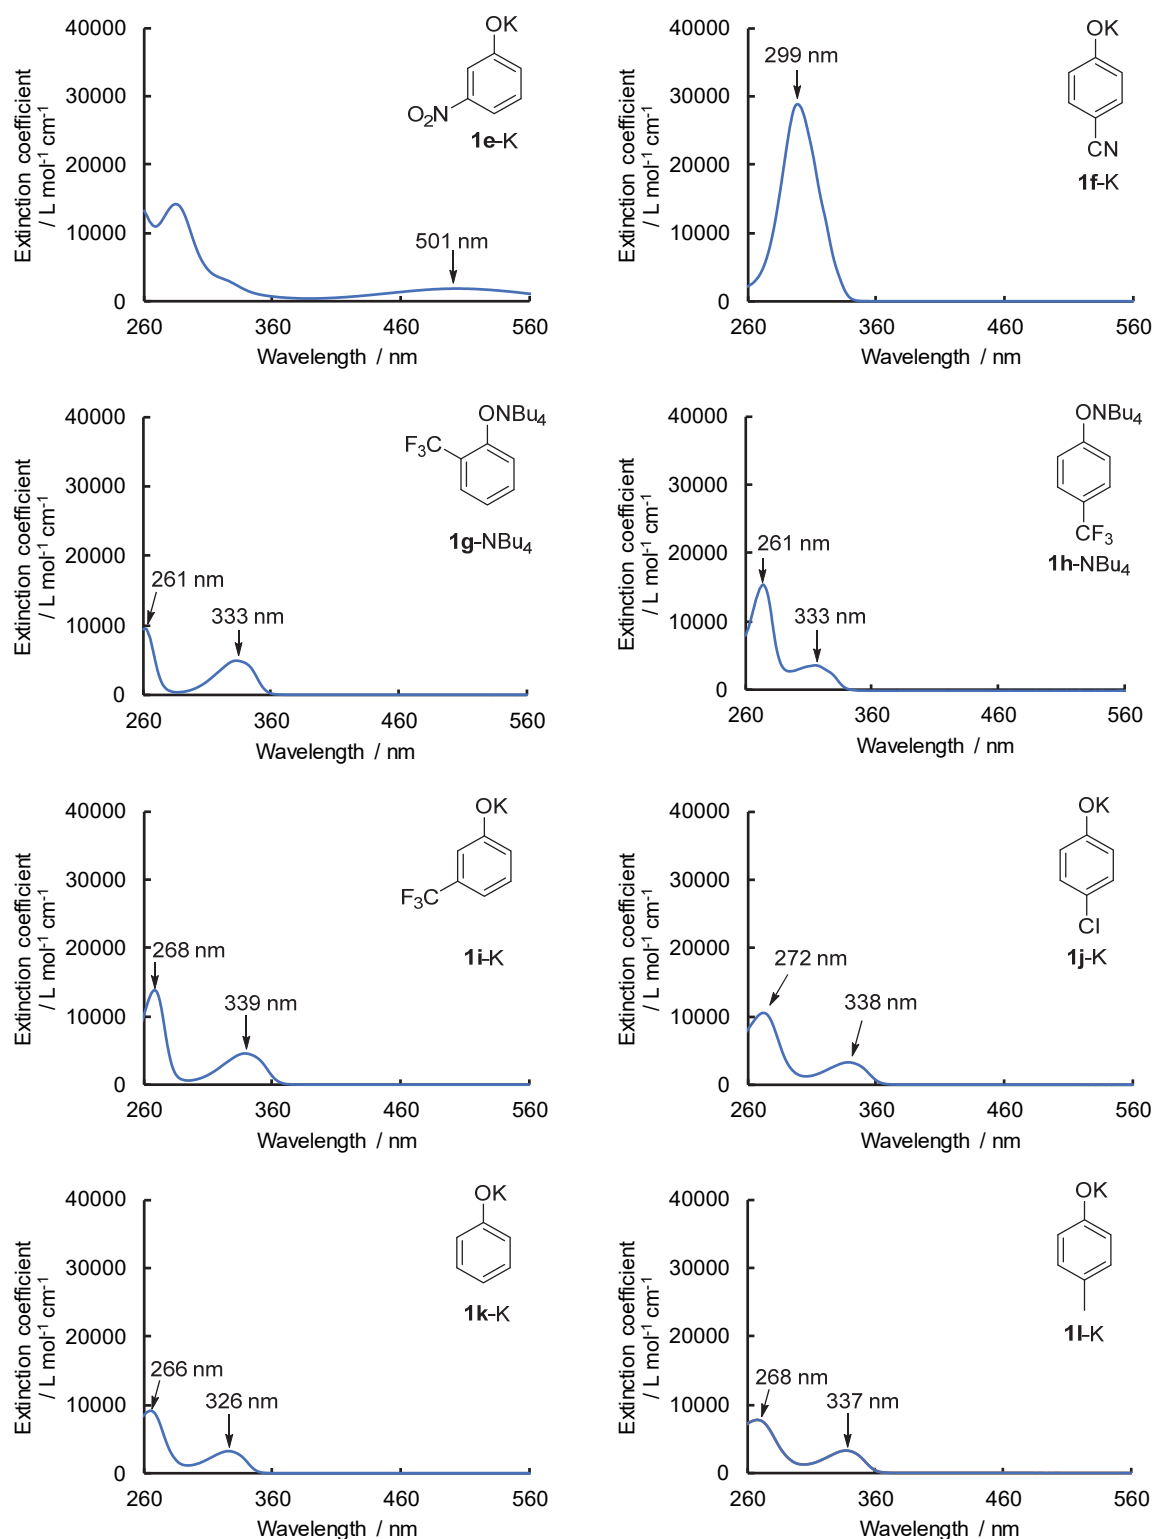 40000
30000
20000
10000
0
260
360
460
560
Extinction coefficient
/ L mol-1 cm-1
Wavelength / nm
501 nm
OK
O2N
1e-K
40000
30000
20000
10000
0
260
360
460
560
Extinction coefficient
/ L mol-1 cm-1
Wavelength / nm
299 nm
OK
CN
1f-K
40000
30000
20000
10000
0
260
360
460
560
Extinction coefficient
/ L mol-1 cm-1
Wavelength / nm
261 nm
333 nm
ONBu4
F3C
1g-NBu4
40000
30000
20000
10000
0
260
360
460
560
Extinction coefficient
/ L mol-1 cm-1
Wavelength / nm
261 nm
333 nm
ONBu4
CF3
1h-NBu4
40000
30000
20000
10000
0
260
360
460
560
Extinction coefficient
/ L mol-1 cm-1
Wavelength / nm
268 nm
339 nm
OK
F3C
1i-K
40000
30000
20000
10000
0
260
360
460
560
Extinction coefficient
/ L mol-1 cm-1
Wavelength / nm
272 nm
338 nm
OK
Cl
1j-K
40000
30000
20000
10000
0
260
360
460
560
Extinction coefficient
/ L mol-1 cm-1
Wavelength / nm
266 nm
326 nm
OK
1k-K
40000
30000
20000
10000
0
260
360
460
560
Extinction coefficient
/ L mol-1 cm-1
Wavelength / nm
268 nm
337 nm
OK
1l-K